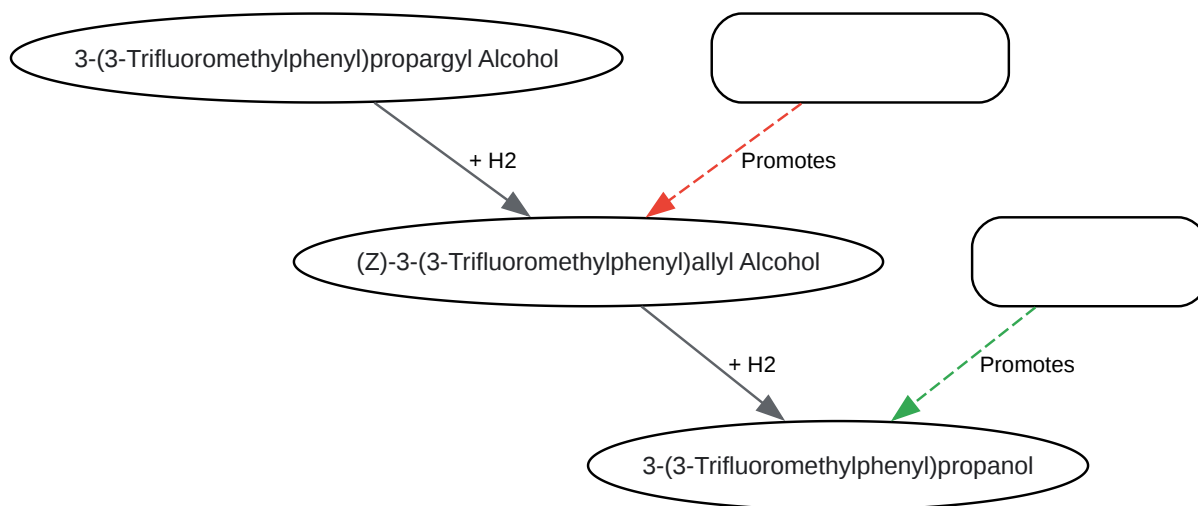 3-(3-Trifluoromethylphenyl)propargyl Alcohol
+ H2
Promotes
(Z)-3-(3-Trifluoromethylphenyl)allyl Alcohol
+ H2
Promotes
3-(3-Trifluoromethylphenyl)propanol